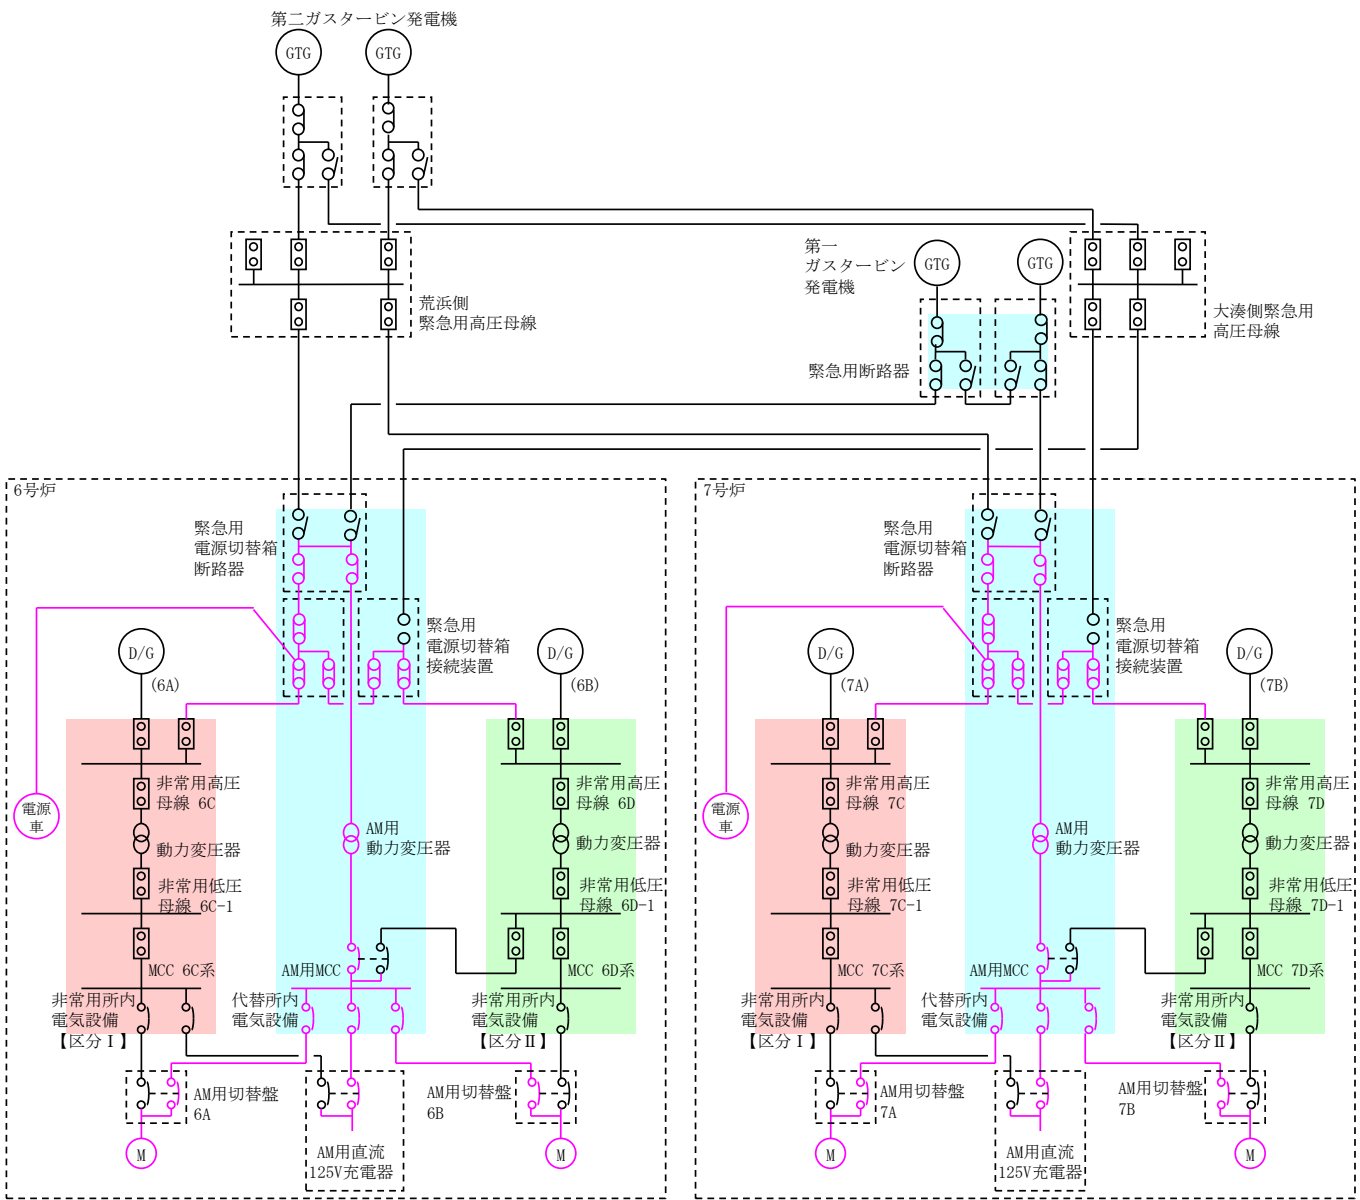 第二ガスタービン発電機
GTG
GTG
第一
ガスタービン
発電機
GTG
GTG
荒浜側
緊急用高圧母線
大湊側緊急用
高圧母線
緊急用断路器
6号炉
緊急用
電源切替箱
断路器
緊急用
電源切替箱
接続装置
D/G
(6A)
D/G
(6B)
電源
車
非常用高圧
母線 6C
動力変圧器
非常用低圧
母線 6C-1
MCC 6C系
非常用所内
電気設備
【区分Ⅰ】
AM用
動力変圧器
AM用MCC
代替所内
電気設備
非常用高圧
母線 6D
動力変圧器
非常用低圧
母線 6D-1
MCC 6D系
非常用所内
電気設備
【区分Ⅱ】
AM用切替盤
6A
M
AM用直流
125V充電器
AM用切替盤
6B
M
7号炉
緊急用
電源切替箱
断路器
緊急用
電源切替箱
接続装置
D/G
(7A)
D/G
(7B)
電源
車
非常用高圧
母線 7C
動力変圧器
非常用低圧
母線 7C-1
MCC 7C系
非常用所内
電気設備
【区分Ⅰ】
AM用
動力変圧器
AM用MCC
代替所内
電気設備
非常用高圧
母線 7D
動力変圧器
非常用低圧
母線 7D-1
MCC 7D系
非常用所内
電気設備
【区分Ⅱ】
AM用切替盤
7A
M
AM用直流
125V充電器
AM用切替盤
7B
M